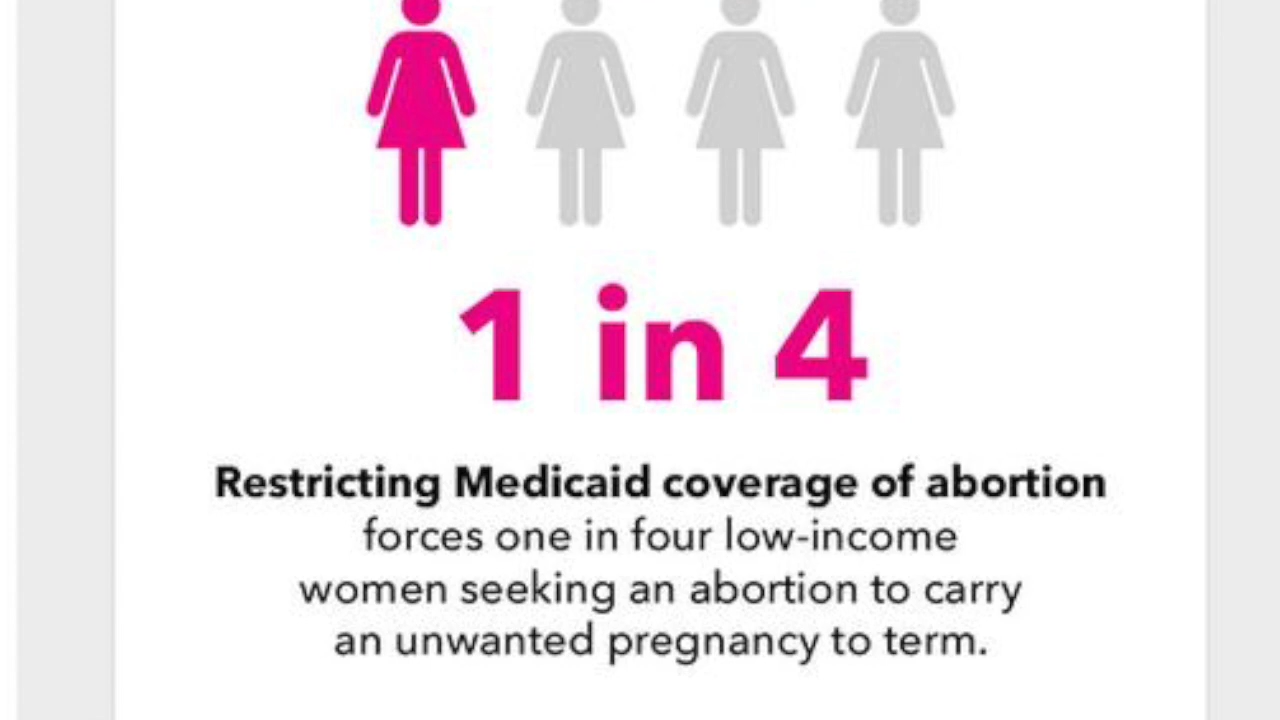 1 in 4
Restricting Medicaid coverage of abortion
forces one in four low-income
women seeking an abortion to carry
an unwanted pregnancy to term.